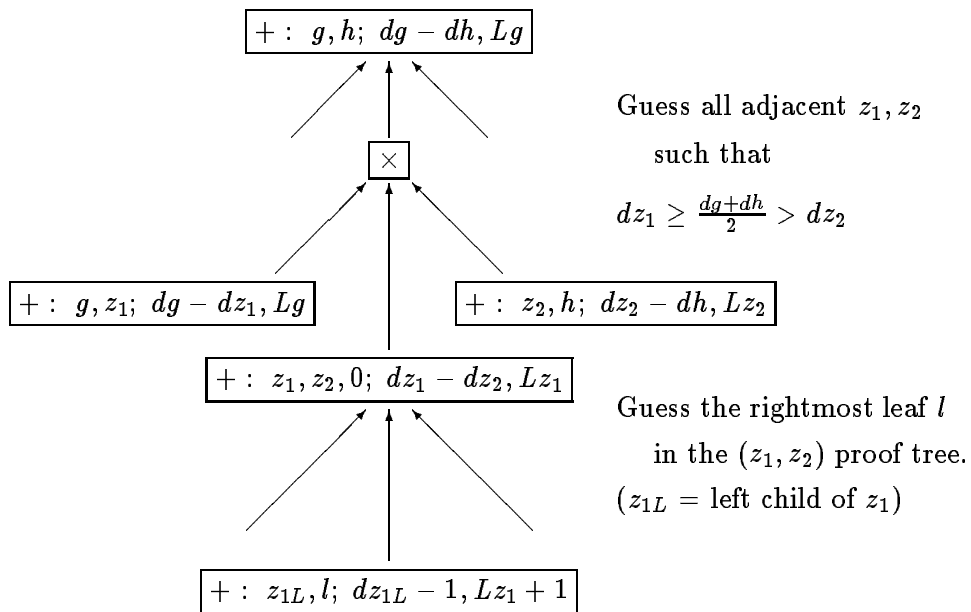 + : g, h; dg − dh, Lg
Guess all adjacent z₁, z₂
such that
dz₁ ≥ (dg+dh)/2 > dz₂
×
+ : g, z₁; dg − dz₁, Lg
+ : z₂, h; dz₂ − dh, Lz₂
+ : z₁, z₂, 0; dz₁ − dz₂, Lz₁
Guess the rightmost leaf l
in the (z₁, z₂) proof tree.
(z₁L = left child of z₁)
+ : z₁L, l; dz₁L − 1, Lz₁ + 1